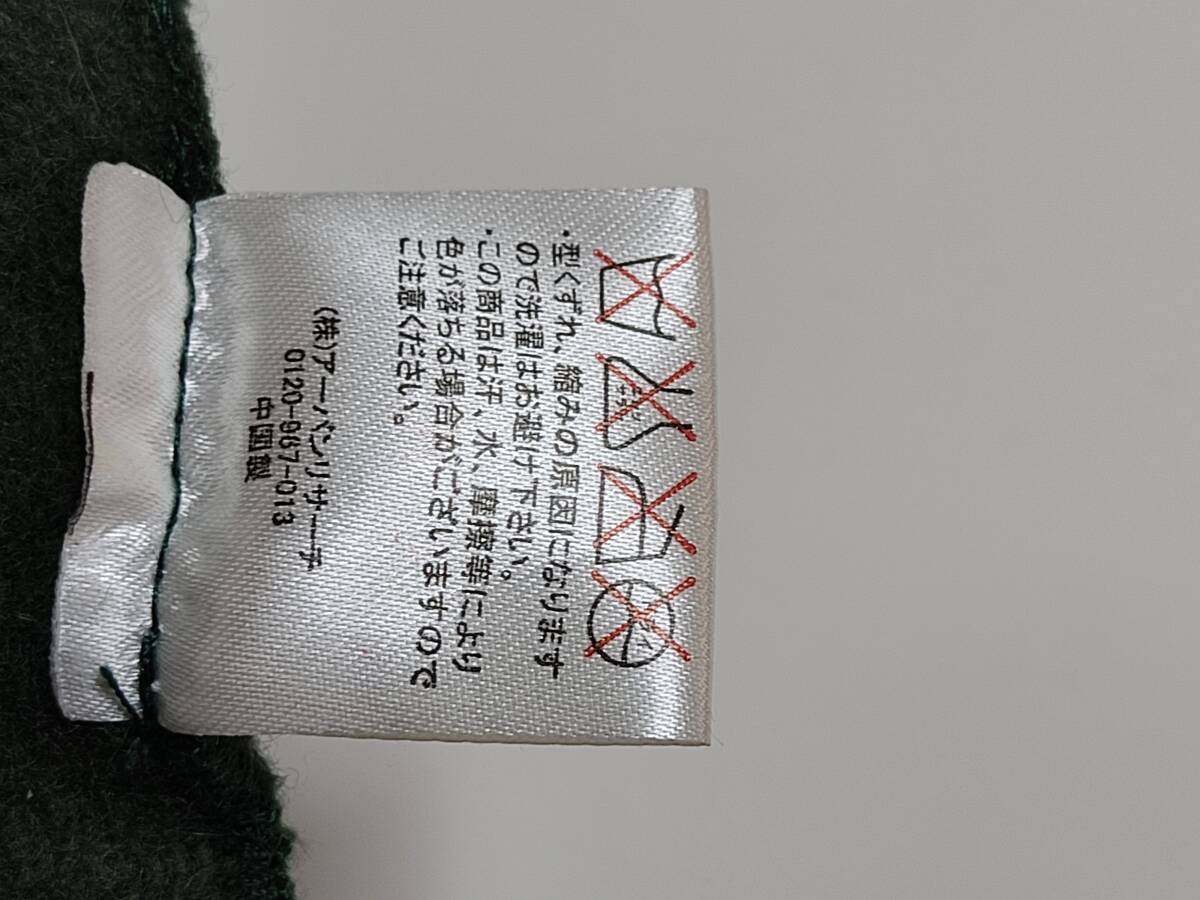 ・型くずれ、縮みの原因になります
ので洗濯はお避け下さい。
・この商品は汗、水、摩擦等により
色が落ちる場合がございますので
ご注意ください。
(株)アーバンリサーチ
0120-967-013
中国製